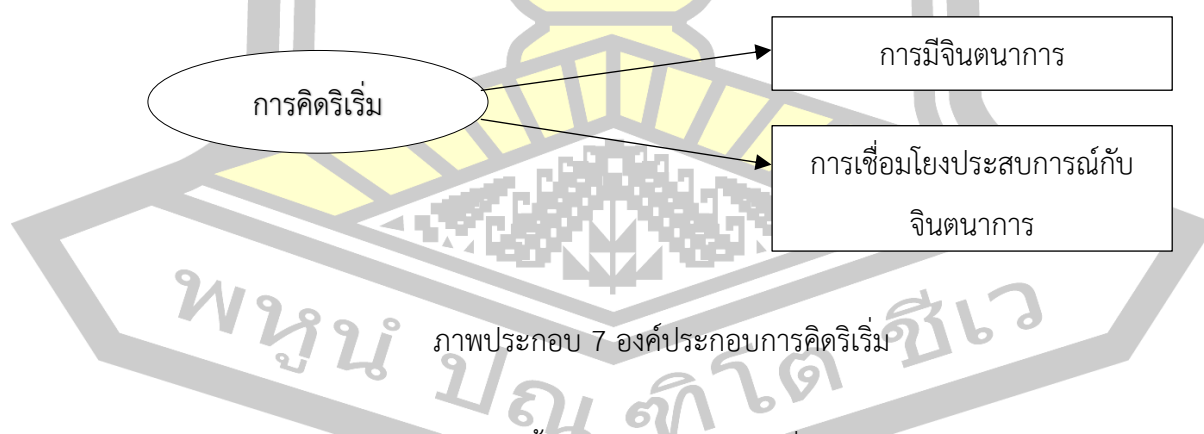 การมีจินตนาการ
การคิดริเริ่ม
การเชื่อมโยงประสบการณ์กับ
จินตนาการ
ภาพประกอบ 7 องค์ประกอบการคิดริเริ่ม
พหูนํ ปณฺฑิโต ชีเว